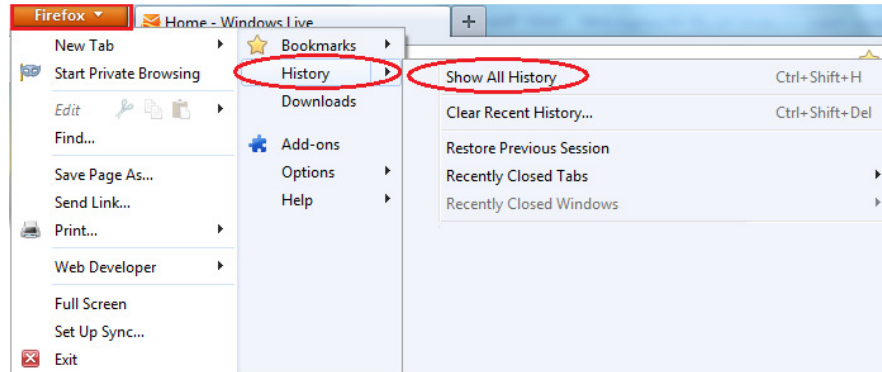 Firefox
Home - Windows Live
New Tab
Start Private Browsing
Edit
Find...
Save Page As...
Send Link...
Print...
Web Developer
Full Screen
Set Up Sync...
Exit
Bookmarks
History
Downloads
Add-ons
Options
Help
Show All History Ctrl+Shift+H
Clear Recent History... Ctrl+Shift+Del
Restore Previous Session
Recently Closed Tabs
Recently Closed Windows